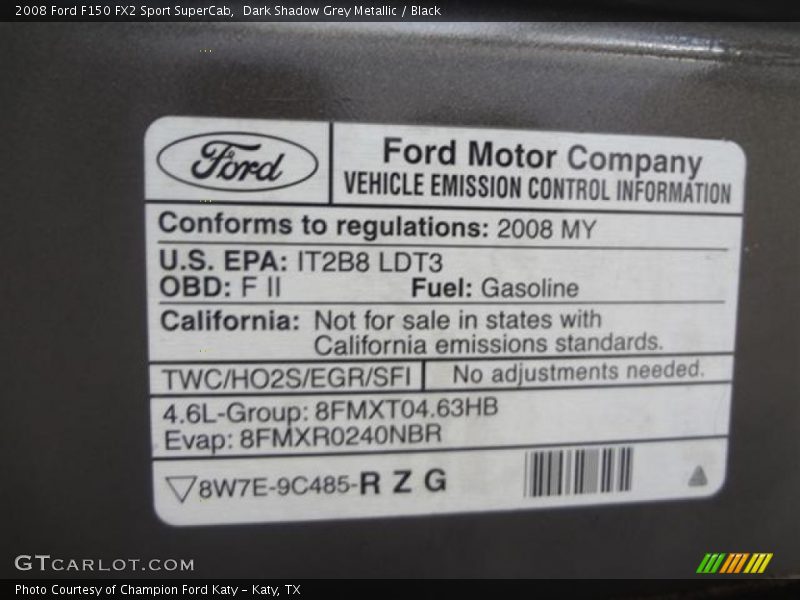 2008 Ford F150 FX2 Sport SuperCab, Dark Shadow Grey Metallic / Black
Ford
Ford Motor Company
VEHICLE EMISSION CONTROL INFORMATION
Conforms to regulations: 2008 MY
U.S. EPA: IT2B8 LDT3
OBD: F II Fuel: Gasoline
California: Not for sale in states with
California emissions standards.
TWC/HO2S/EGR/SFI No adjustments needed.
4.6L-Group: 8FMXT04.63HB
Evap: 8FMXR0240NBR
8W7E-9C485-R Z G
GTCARLOT.COM
Photo Courtesy of Champion Ford Katy - Katy, TX